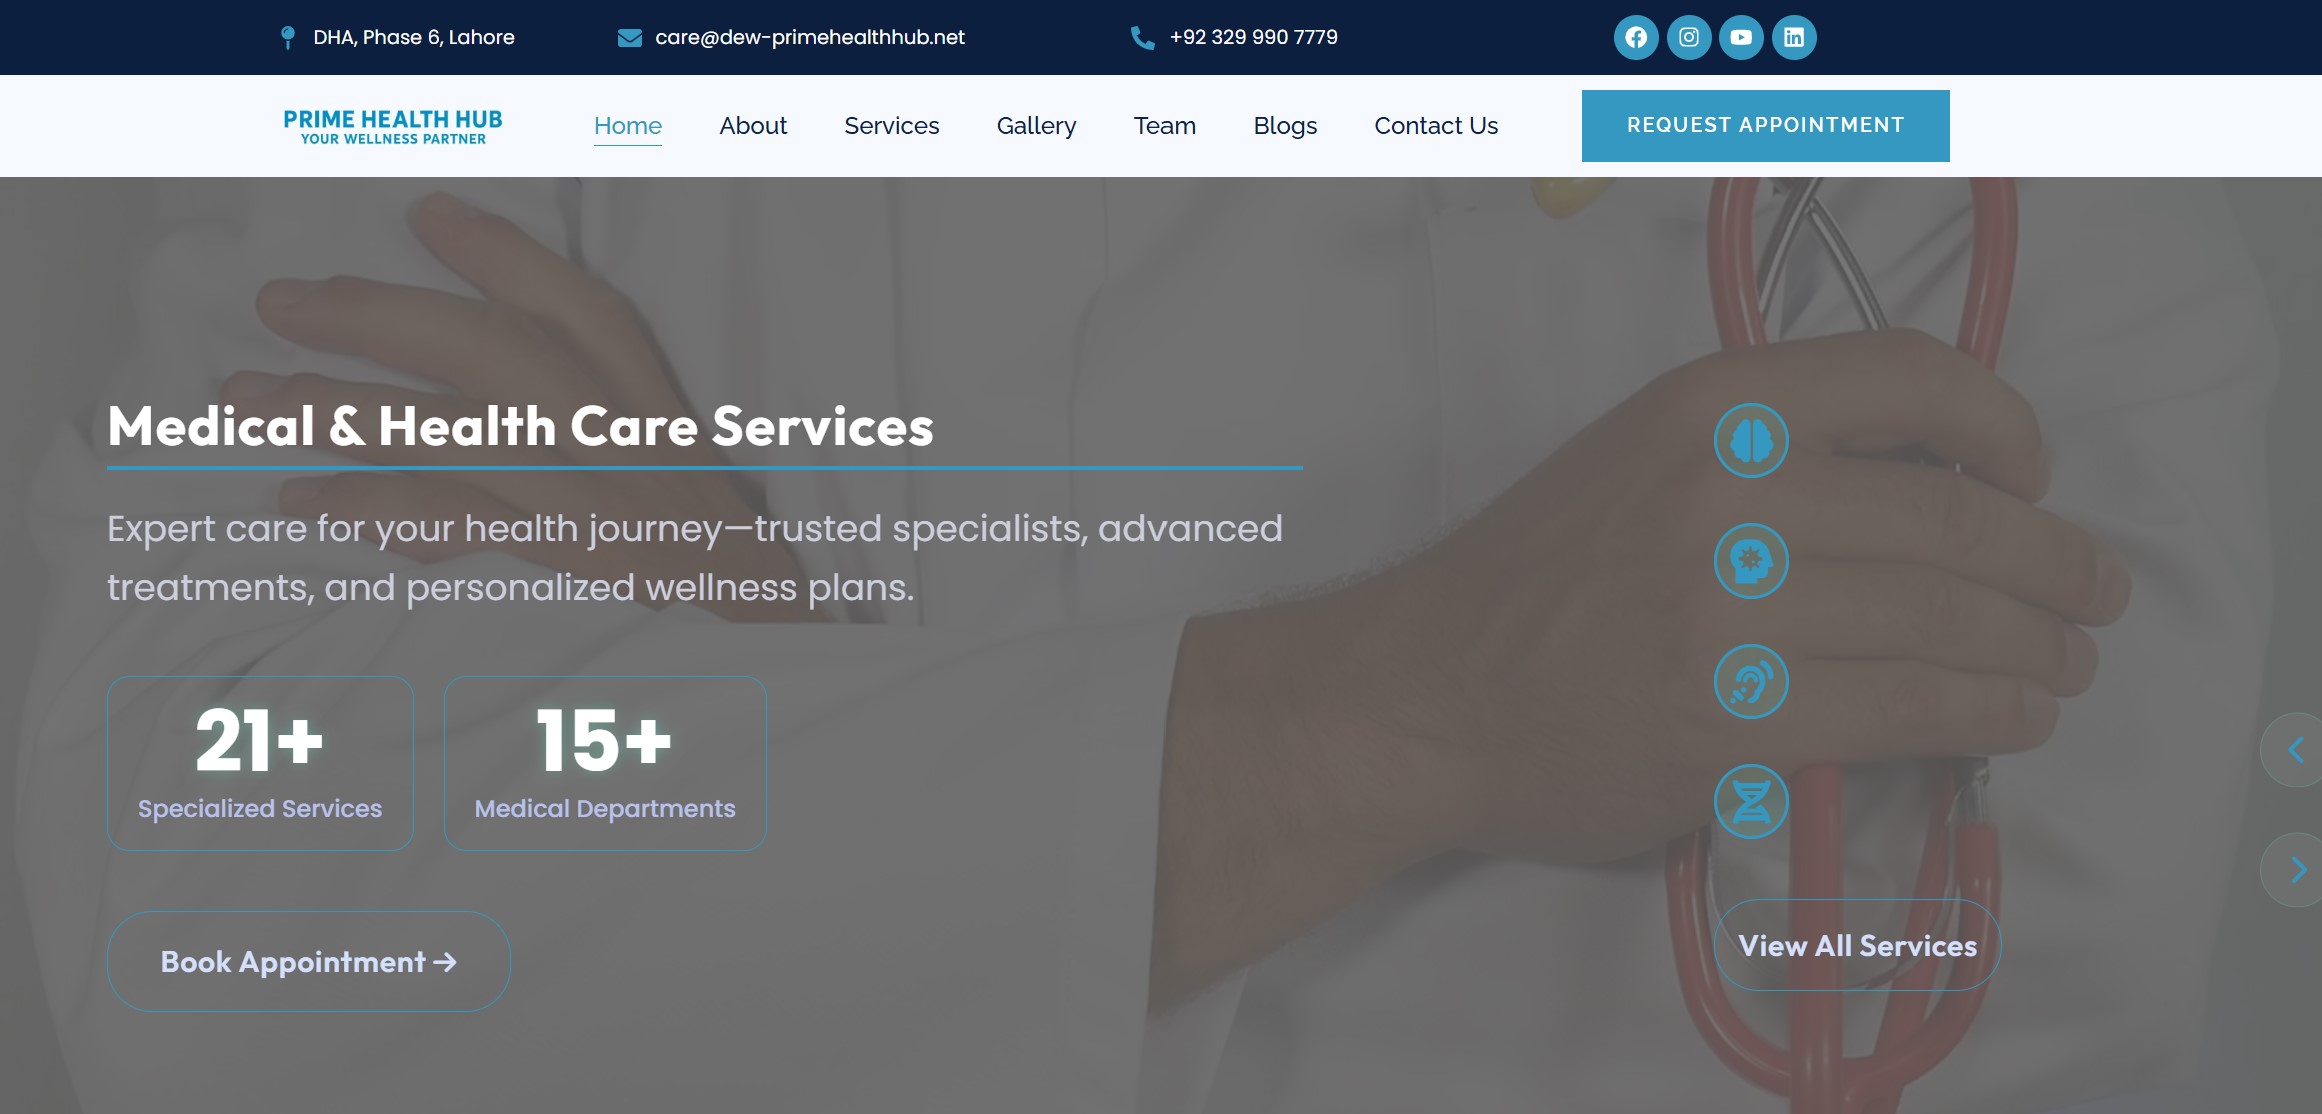 DHA, Phase 6, Lahore
care@dew-primehealthhub.net
+92 329 990 7779
PRIME HEALTH HUB
YOUR WELLNESS PARTNER
Home
About
Services
Gallery
Team
Blogs
Contact Us
REQUEST APPOINTMENT
Medical & Health Care Services
Expert care for your health journey—trusted specialists, advanced
treatments, and personalized wellness plans.
21+
Specialized Services
15+
Medical Departments
Book Appointment
View All Services